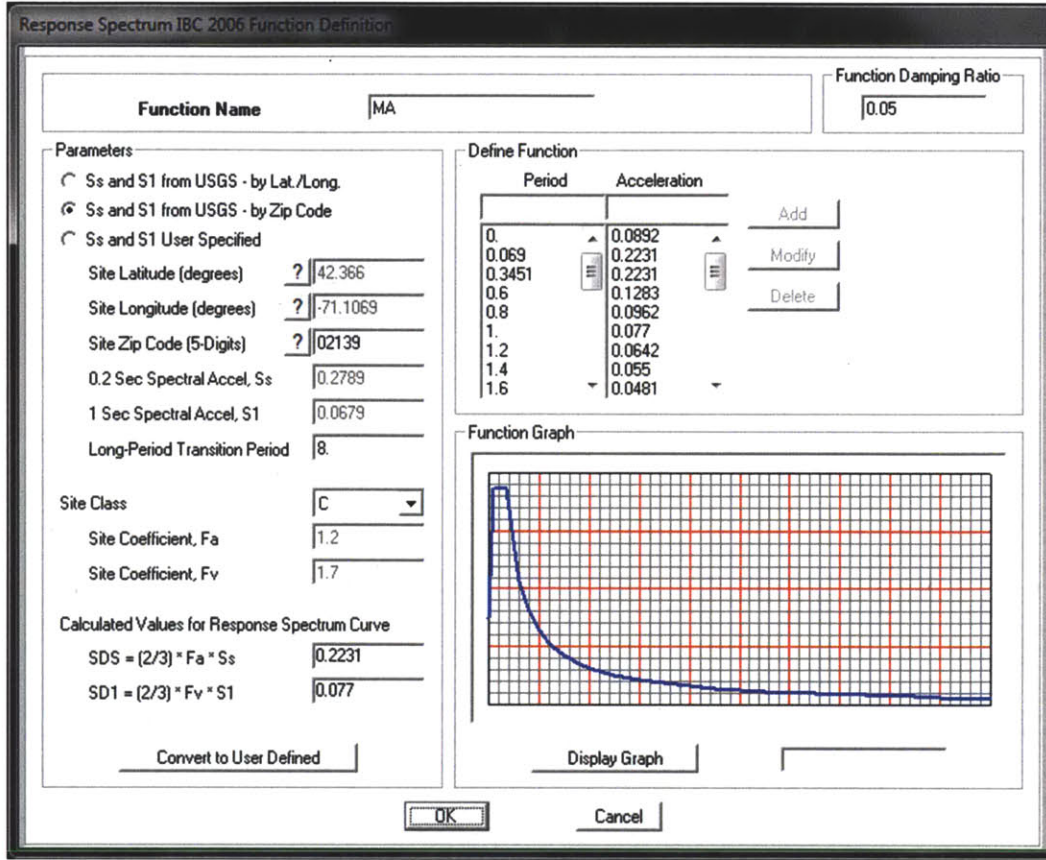 Response Spectrum IBC 2006 Function Definition
Function Name
MA
Function Damping Ratio
0.05
Parameters
Ss and S1 from USGS - by Lat./Long.
Ss and S1 from USGS - by Zip Code
Ss and S1 User Specified
Site Latitude (degrees) ? 42.366
Site Longitude (degrees) ? -71.1069
Site Zip Code (5-Digits) ? 02139
0.2 Sec Spectral Accel, Ss 0.2789
1 Sec Spectral Accel, S1 0.0679
Long-Period Transition Period 8.
Site Class C
Site Coefficient, Fa 1.2
Site Coefficient, Fv 1.7
Calculated Values for Response Spectrum Curve
SDS = (2/3) * Fa * Ss 0.2231
SD1 = (2/3) * Fv * S1 0.077
Convert to User Defined
Define Function
Period Acceleration
0. 0.0892
0.069 0.2231
0.3451 0.2231
0.6 0.1283
0.8 0.0962
1. 0.077
1.2 0.0642
1.4 0.055
1.6 0.0481
Add
Modify
Delete
Function Graph
Display Graph
OK
Cancel